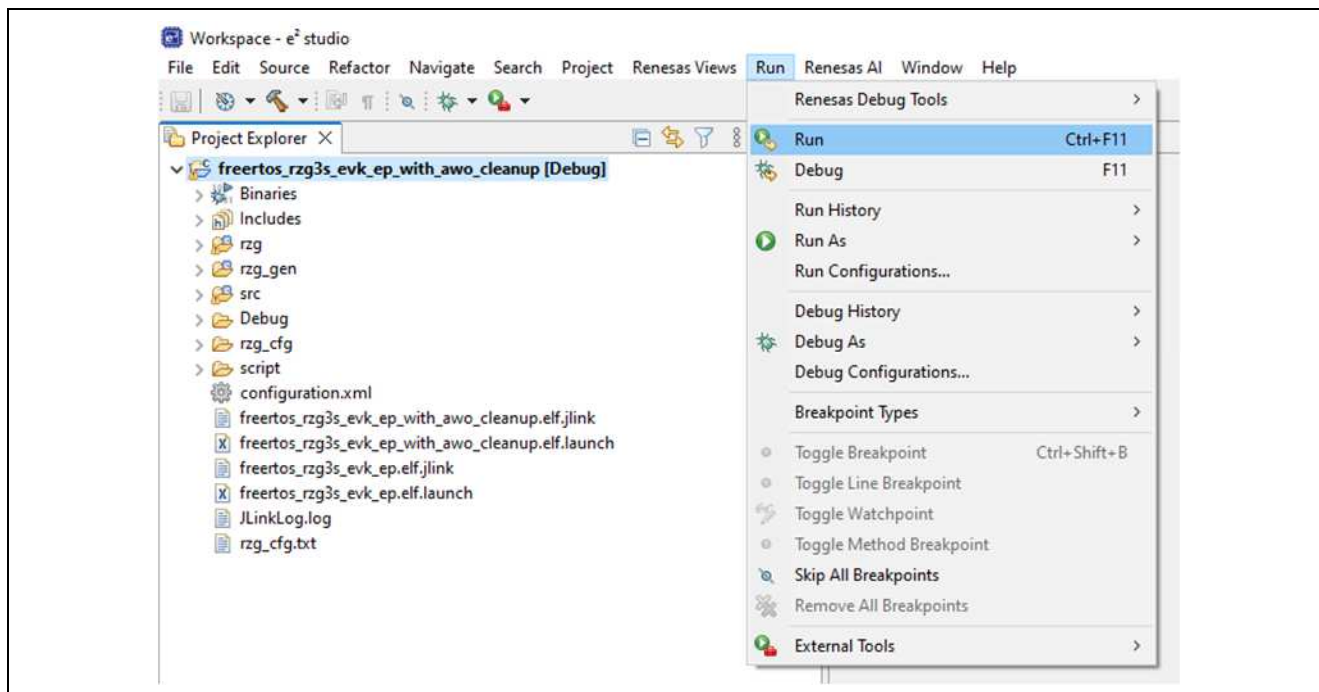 Workspace - e² studio
File Edit Source Refactor Navigate Search Project Renesas Views Run Renesas AI Window Help
Project Explorer
freertos_rzg3s_evk_ep_with_awo_cleanup [Debug]
Binaries
Includes
rzg
rzg_gen
src
Debug
rzg_cfg
script
configuration.xml
freertos_rzg3s_evk_ep_with_awo_cleanup.elf.jlink
freertos_rzg3s_evk_ep_with_awo_cleanup.elf.launch
freertos_rzg3s_evk_ep.elf.jlink
freertos_rzg3s_evk_ep.elf.launch
JLinkLog.log
rzg_cfg.txt
Renesas Debug Tools
Run Ctrl+F11
Debug F11
Run History
Run As
Run Configurations...
Debug History
Debug As
Debug Configurations...
Breakpoint Types
Toggle Breakpoint Ctrl+Shift+B
Toggle Line Breakpoint
Toggle Watchpoint
Toggle Method Breakpoint
Skip All Breakpoints
Remove All Breakpoints
External Tools